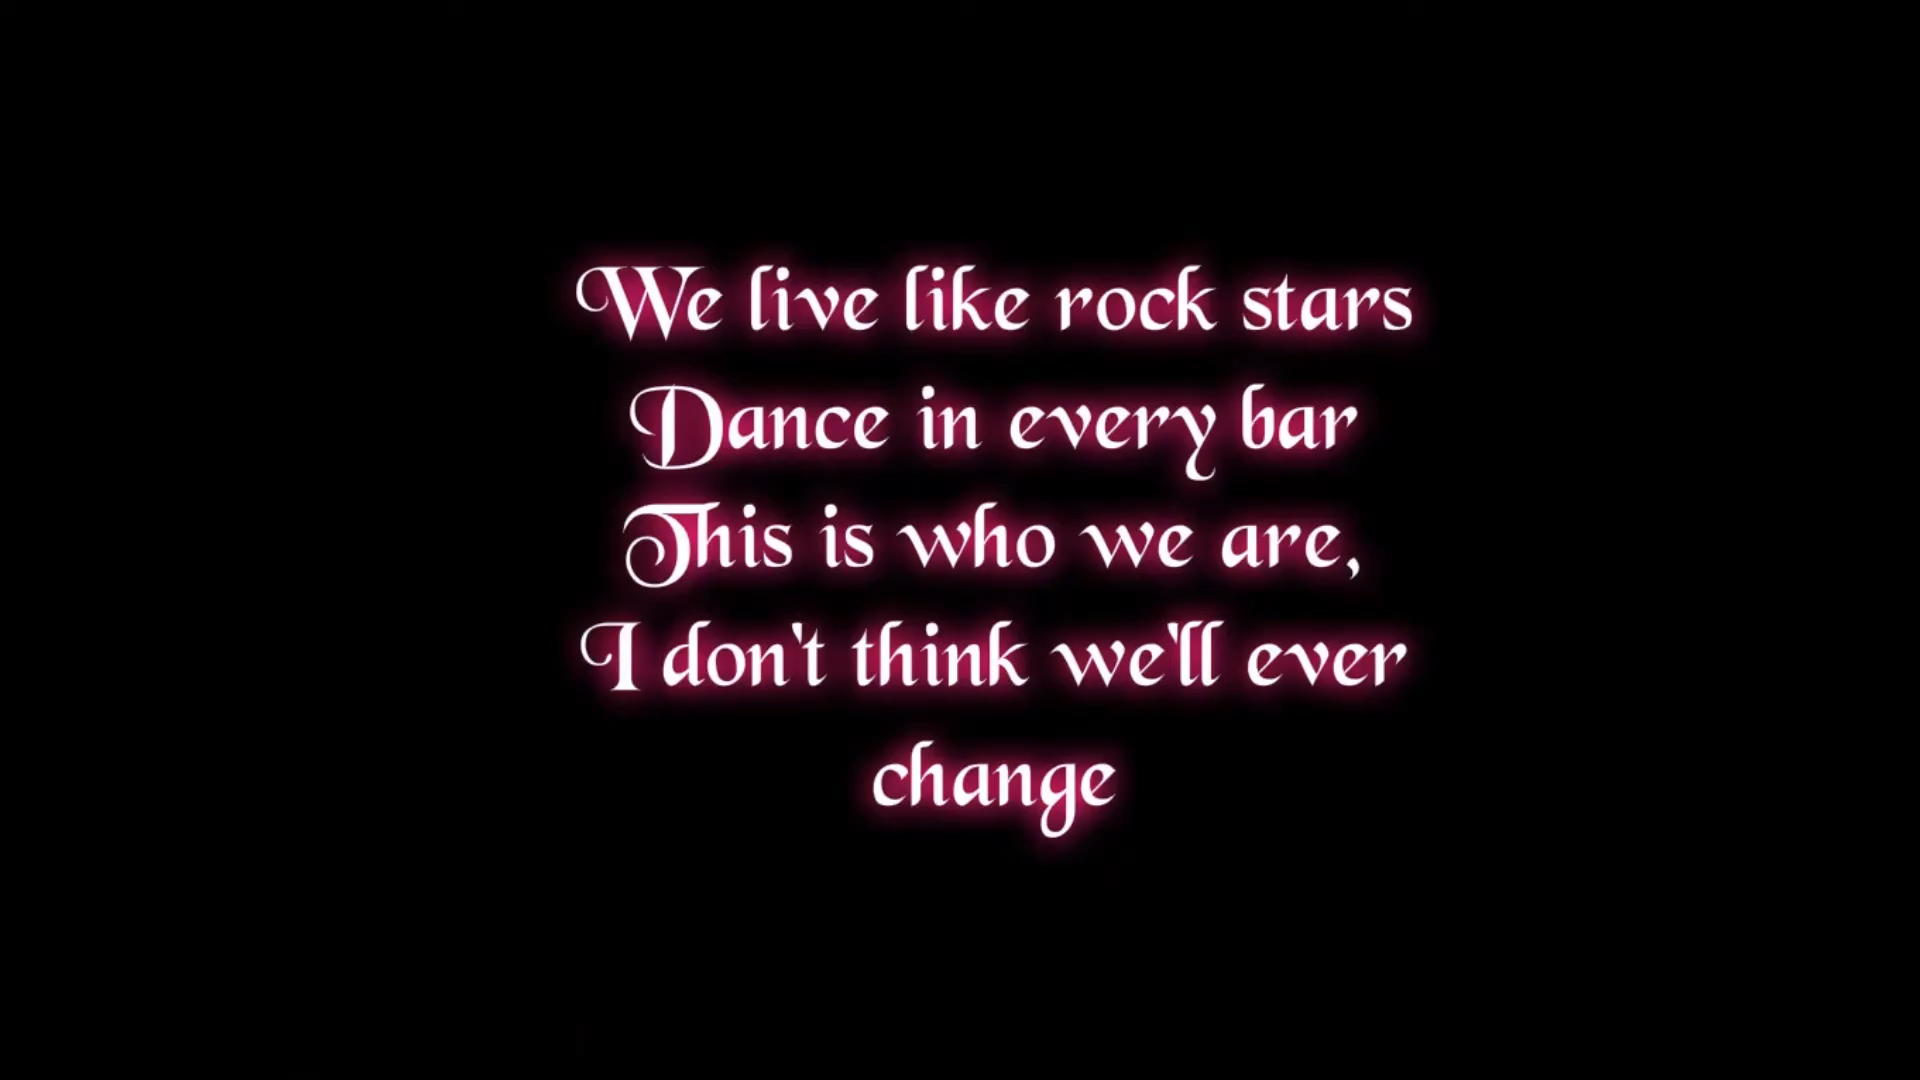 We live like rock stars
Dance in every bar
This is who we are,
I don't think we'll ever
change